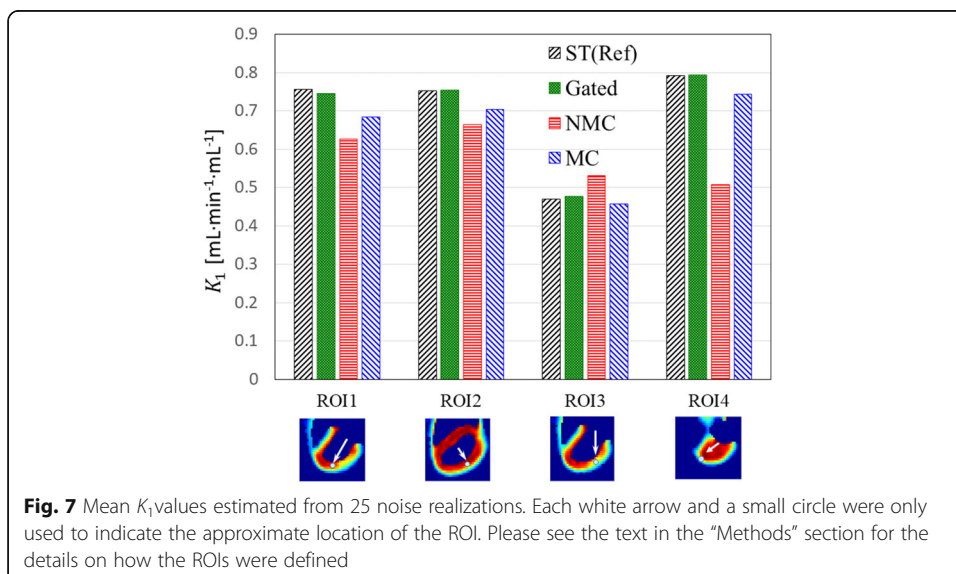 0.9
0.8
0.7
0.6
0.5
0.4
0.3
0.2
0.1
0
K₁ [mL·min⁻¹·mL⁻¹]
ST(Ref)
Gated
NMC
MC
ROI1 ROI2 ROI3 ROI4
Fig. 7 Mean K₁values estimated from 25 noise realizations. Each white arrow and a small circle were only
used to indicate the approximate location of the ROI. Please see the text in the “Methods” section for the
details on how the ROIs were defined